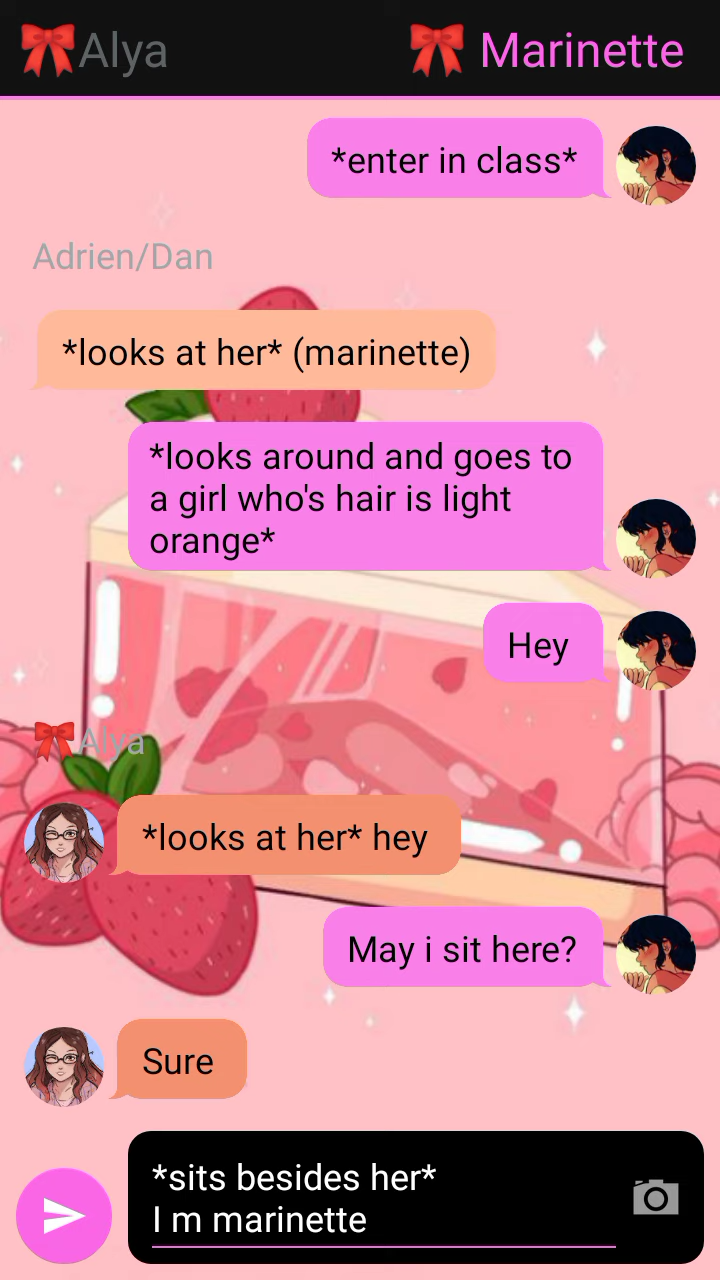 🎀Alya
🎀 Marinette
*enter in class*
Adrien/Dan
*looks at her* (marinette)
*looks around and goes to
a girl who's hair is light
orange*
Hey
🎀Alya
*looks at her* hey
May i sit here?
Sure
*sits besides her*
I m marinette